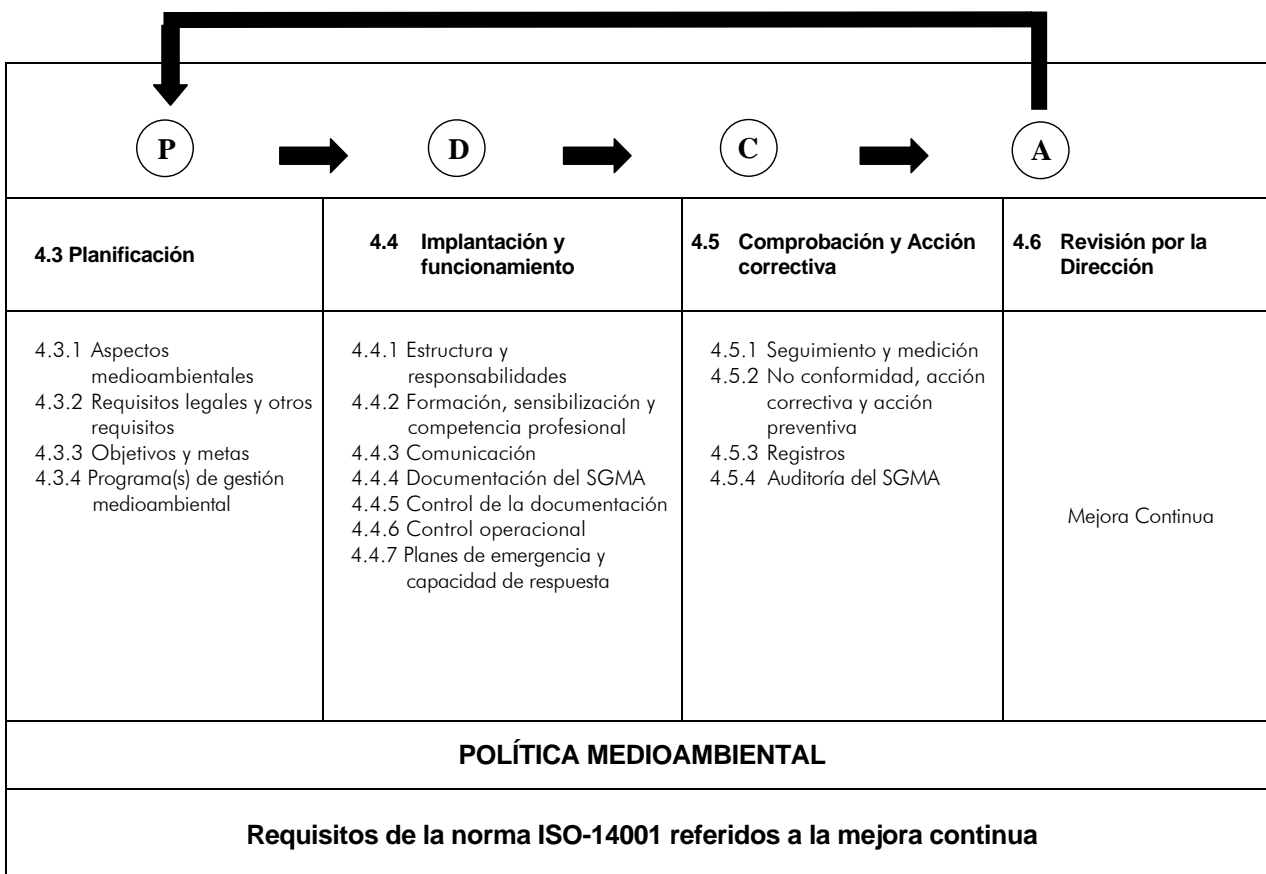 P
D
C
A
4.3 Planificación
4.4 Implantación y
funcionamiento
4.5 Comprobación y Acción
correctiva
4.6 Revisión por la
Dirección
4.3.1 Aspectos
medioambientales
4.3.2 Requisitos legales y otros
requisitos
4.3.3 Objetivos y metas
4.3.4 Programa(s) de gestión
medioambiental
4.4.1 Estructura y
responsabilidades
4.4.2 Formación, sensibilización y
competencia profesional
4.4.3 Comunicación
4.4.4 Documentación del SGMA
4.4.5 Control de la documentación
4.4.6 Control operacional
4.4.7 Planes de emergencia y
capacidad de respuesta
4.5.1 Seguimiento y medición
4.5.2 No conformidad, acción
correctiva y acción
preventiva
4.5.3 Registros
4.5.4 Auditoría del SGMA
Mejora Continua
POLÍTICA MEDIOAMBIENTAL
Requisitos de la norma ISO-14001 referidos a la mejora continua